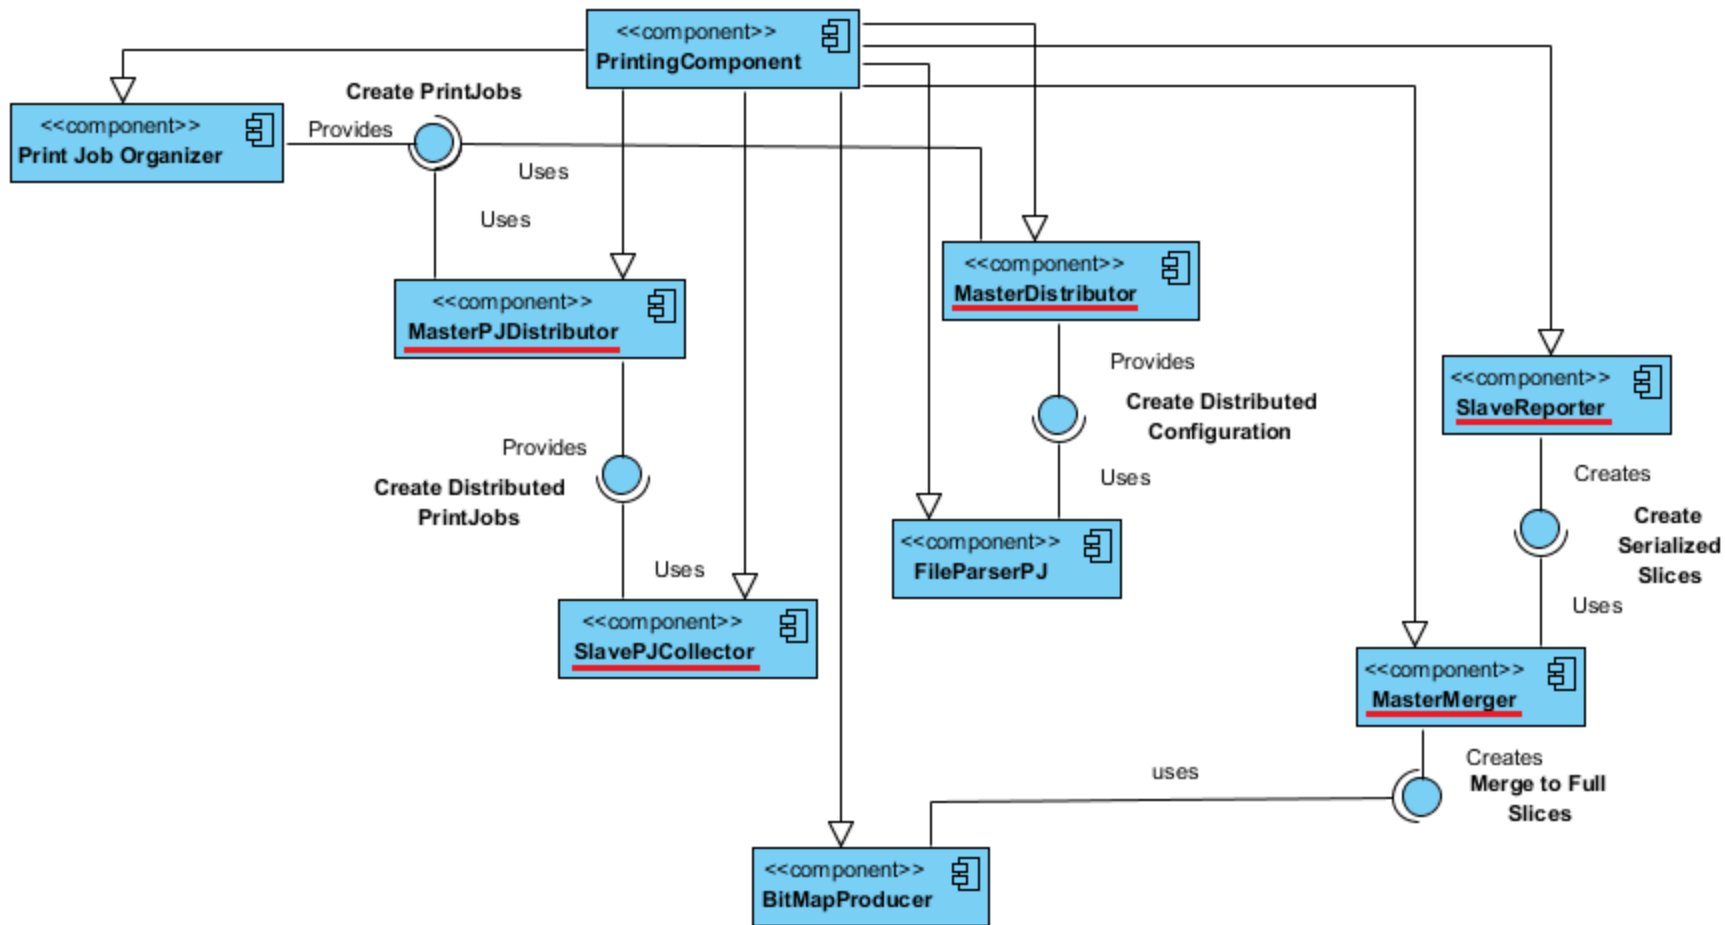 <<component>>
PrintingComponent
Create PrintJobs
<<component>>
Print Job Organizer
Provides
Uses
Uses
<<component>>
MasterDistributor
<<component>>
MasterPJDistributor
Provides
Create Distributed
Configuration
<<component>>
SlaveReporter
Provides
Create Distributed
PrintJobs
Uses
Creates
Create
Serialized
Slices
<<component>>
FileParserPJ
Uses
Uses
<<component>>
SlavePJCollector
<<component>>
MasterMerger
Creates
uses
Merge to Full
Slices
<<component>>
BitMapProducer